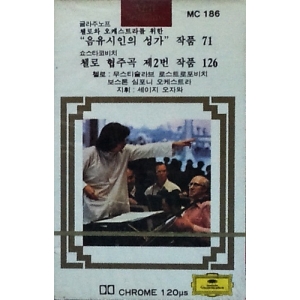 MC 186
글라주노프
첼로와 오케스트라를 위한
"음유시인의 성가" 작품 71
쇼스타코비치
첼로 협주곡 제2번 작품 126
첼로 : 무스티슬라브 로스트로포비치
보스톤 심포니 오케스트라
지휘 : 세이지 오자와
CHROME 120μs